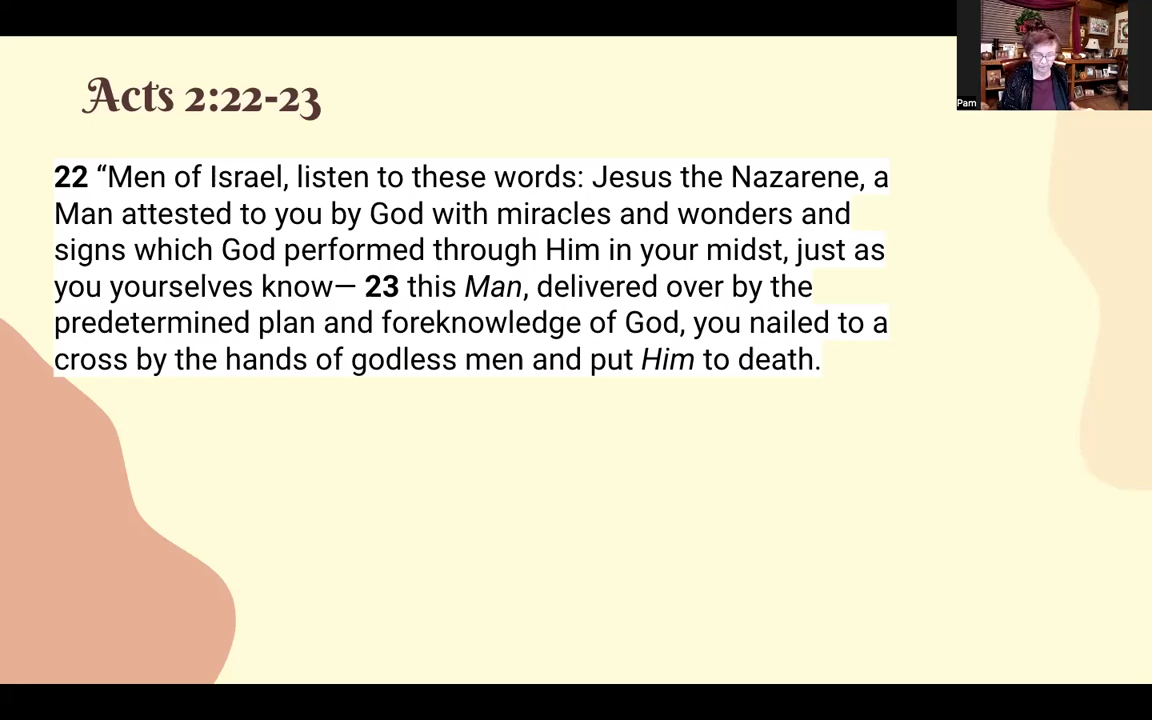 Acts 2:22-23
Pam
22 “Men of Israel, listen to these words: Jesus the Nazarene, a
Man attested to you by God with miracles and wonders and
signs which God performed through Him in your midst, just as
you yourselves know— 23 this Man, delivered over by the
predetermined plan and foreknowledge of God, you nailed to a
cross by the hands of godless men and put Him to death.